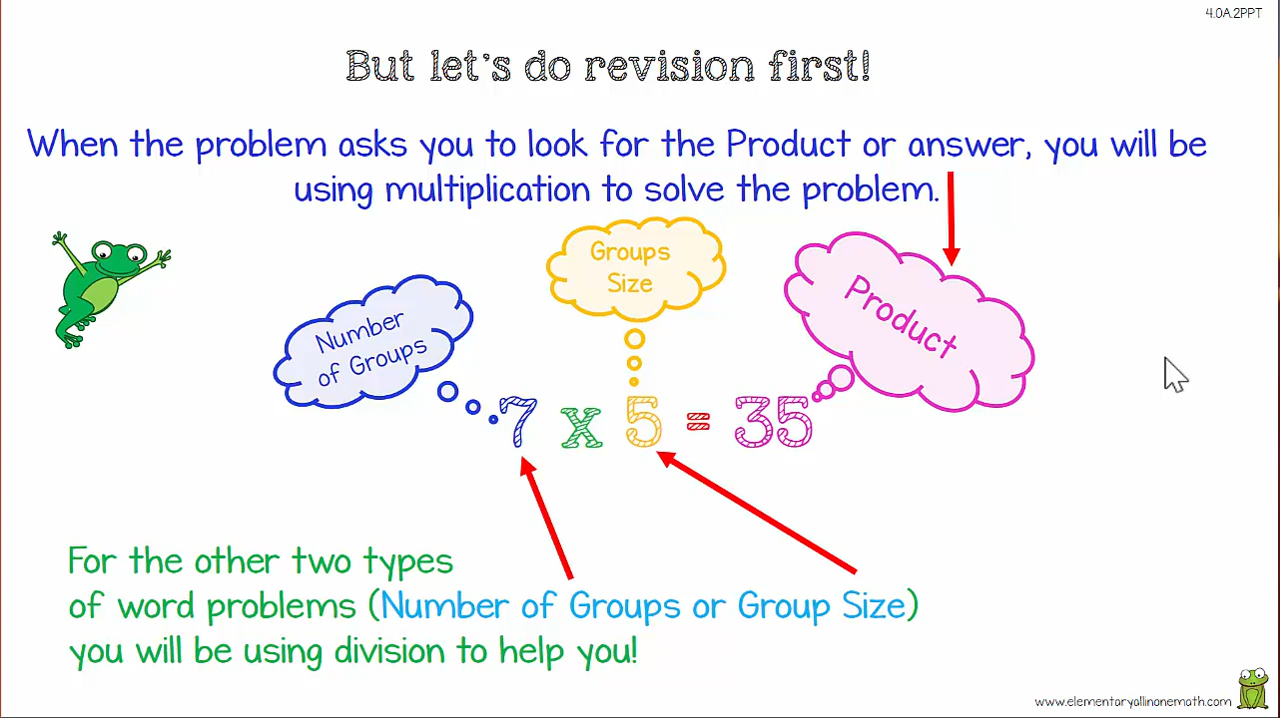 4.OA.2PPT
But let's do revision first!
When the problem asks you to look for the Product or answer, you will be
using multiplication to solve the problem.
Groups
Size
Number
of Groups
Product
7 x 5 = 35
For the other two types
of word problems (Number of Groups or Group Size)
you will be using division to help you!
www.elementaryallinonemath.com